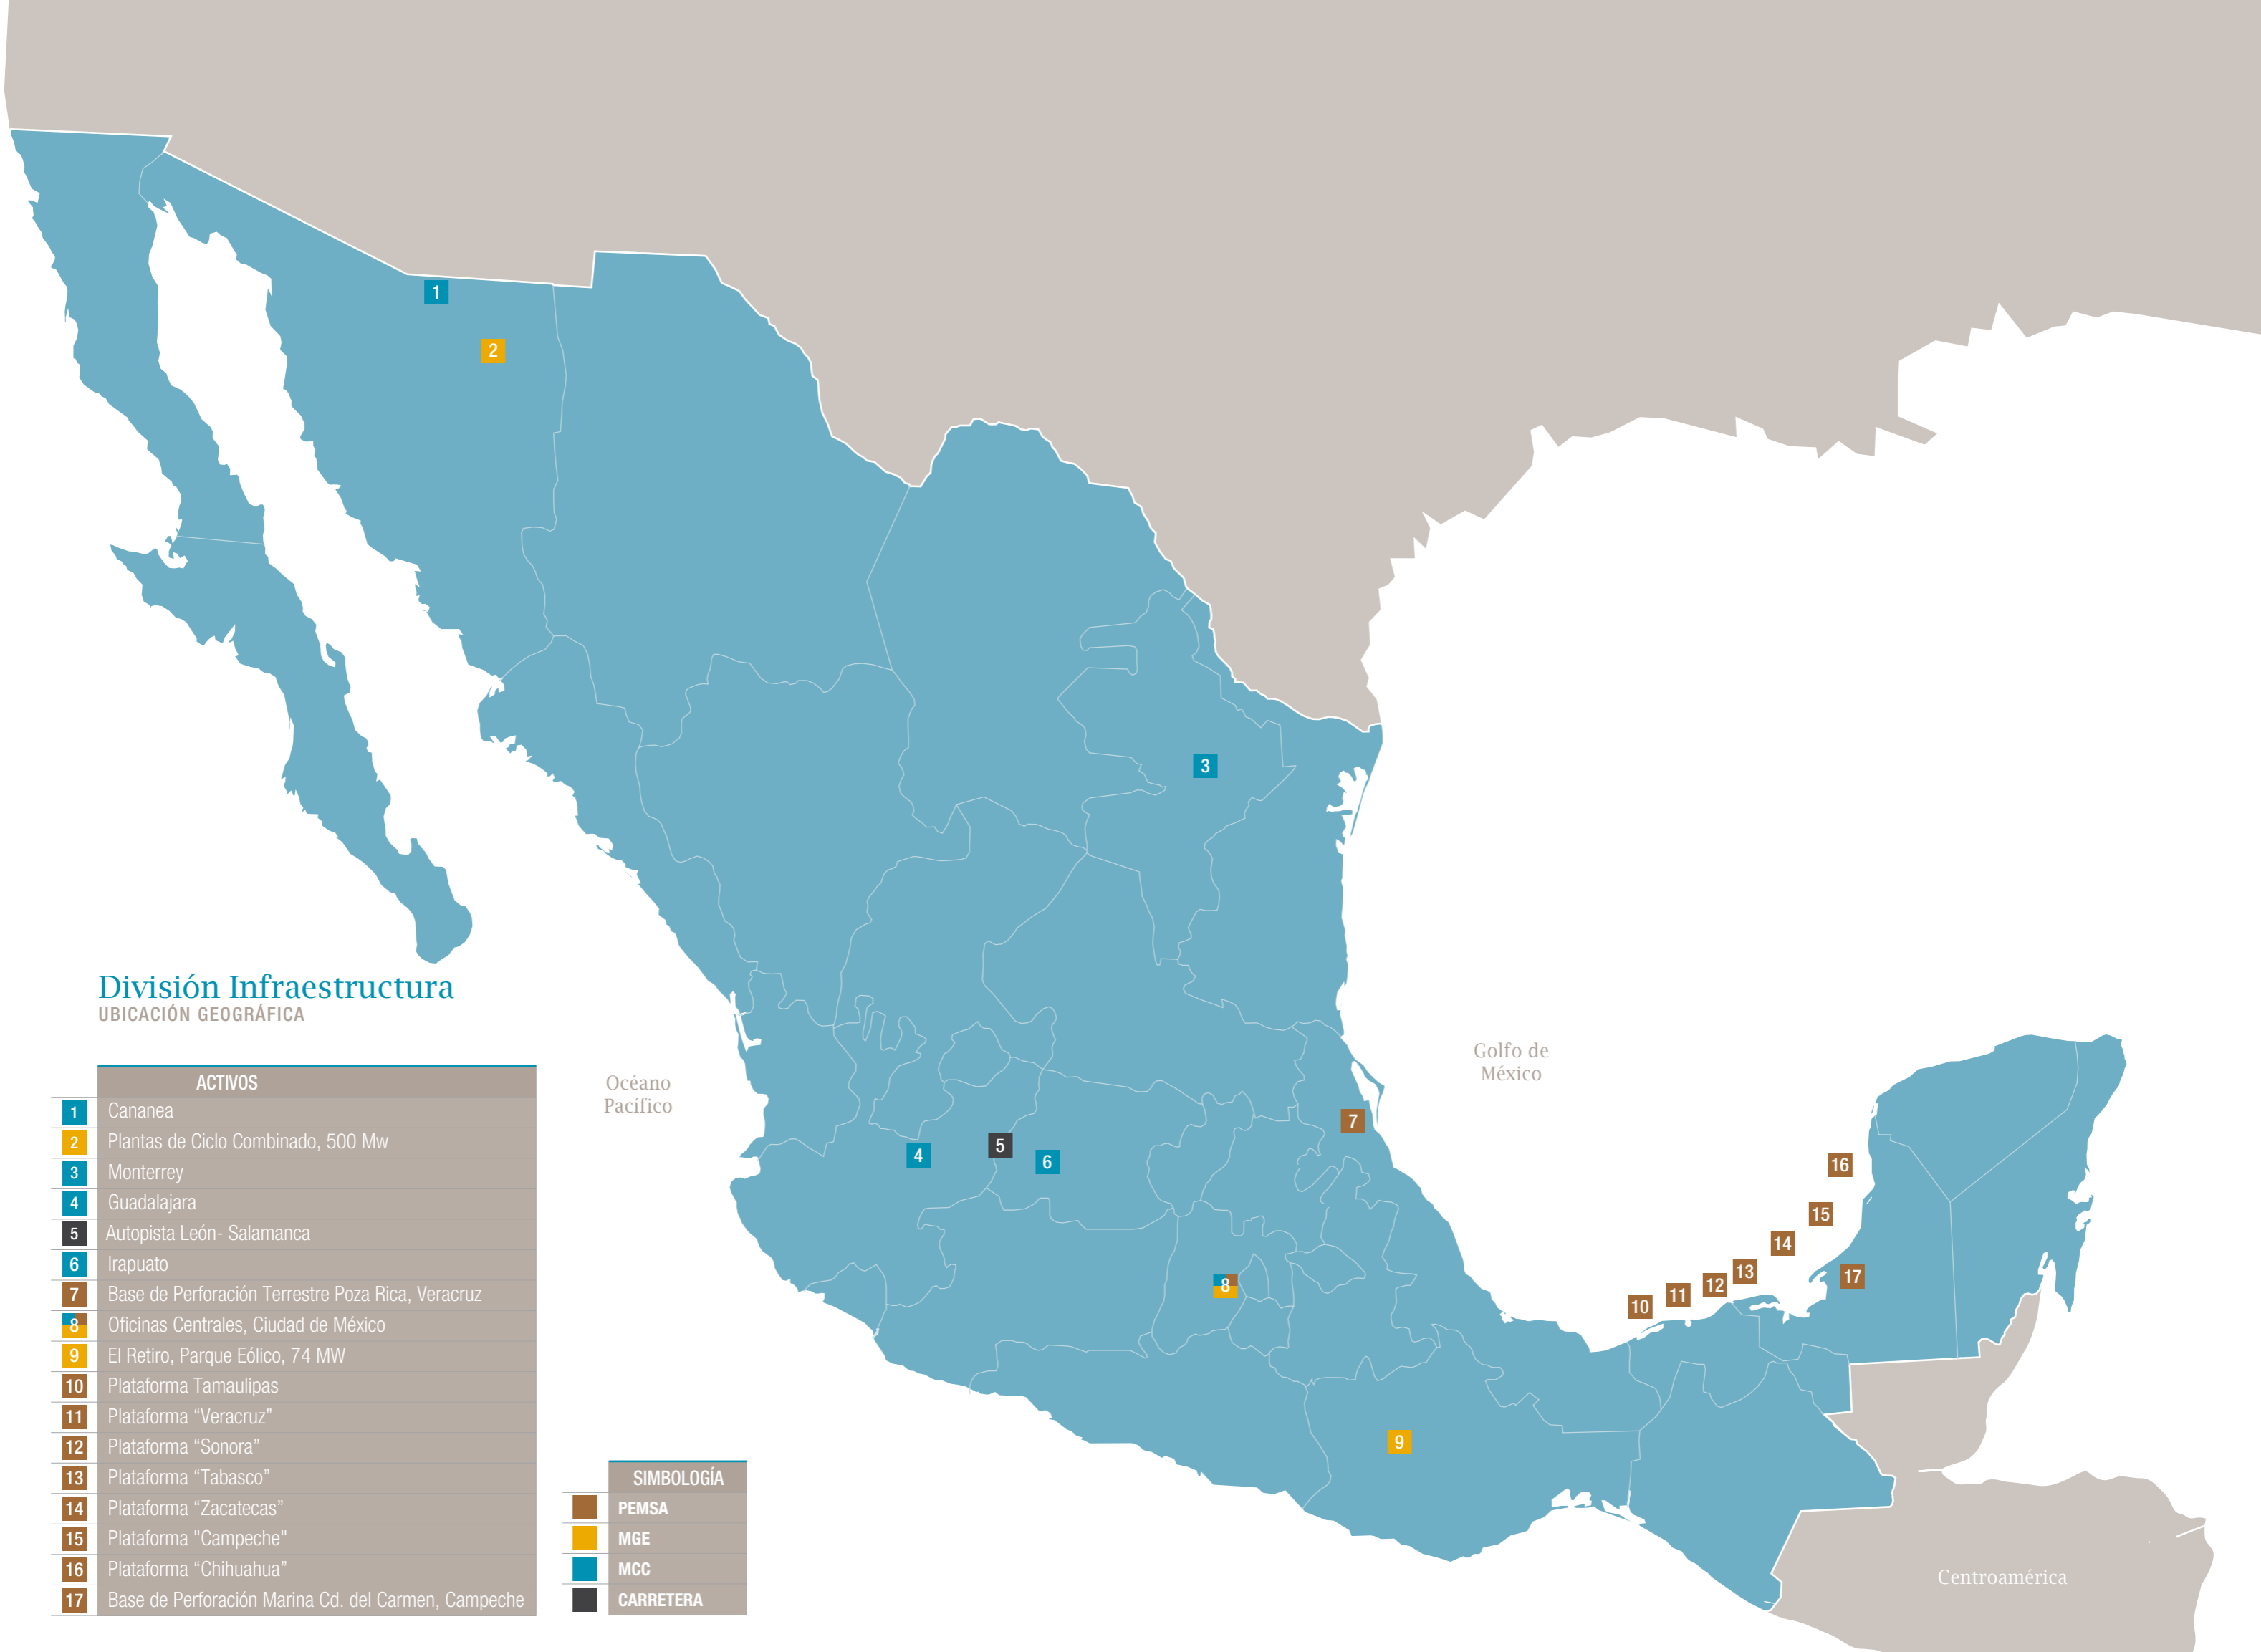 1
2
3
División Infraestructura
UBICACIÓN GEOGRÁFICA
Océano
Pacífico
Golfo de
México
4
5
6
7
8
9
10
11
12
13
14
15
16
17
Centroamérica
ACTIVOS
1 Cananea
2 Plantas de Ciclo Combinado, 500 Mw
3 Monterrey
4 Guadalajara
5 Autopista León- Salamanca
6 Irapuato
7 Base de Perforación Terrestre Poza Rica, Veracruz
8 Oficinas Centrales, Ciudad de México
9 El Retiro, Parque Eólico, 74 MW
10 Plataforma Tamaulipas
11 Plataforma “Veracruz”
12 Plataforma “Sonora”
13 Plataforma “Tabasco”
14 Plataforma “Zacatecas”
15 Plataforma "Campeche"
16 Plataforma “Chihuahua”
17 Base de Perforación Marina Cd. del Carmen, Campeche
SIMBOLOGÍA
PEMSA
MGE
MCC
CARRETERA